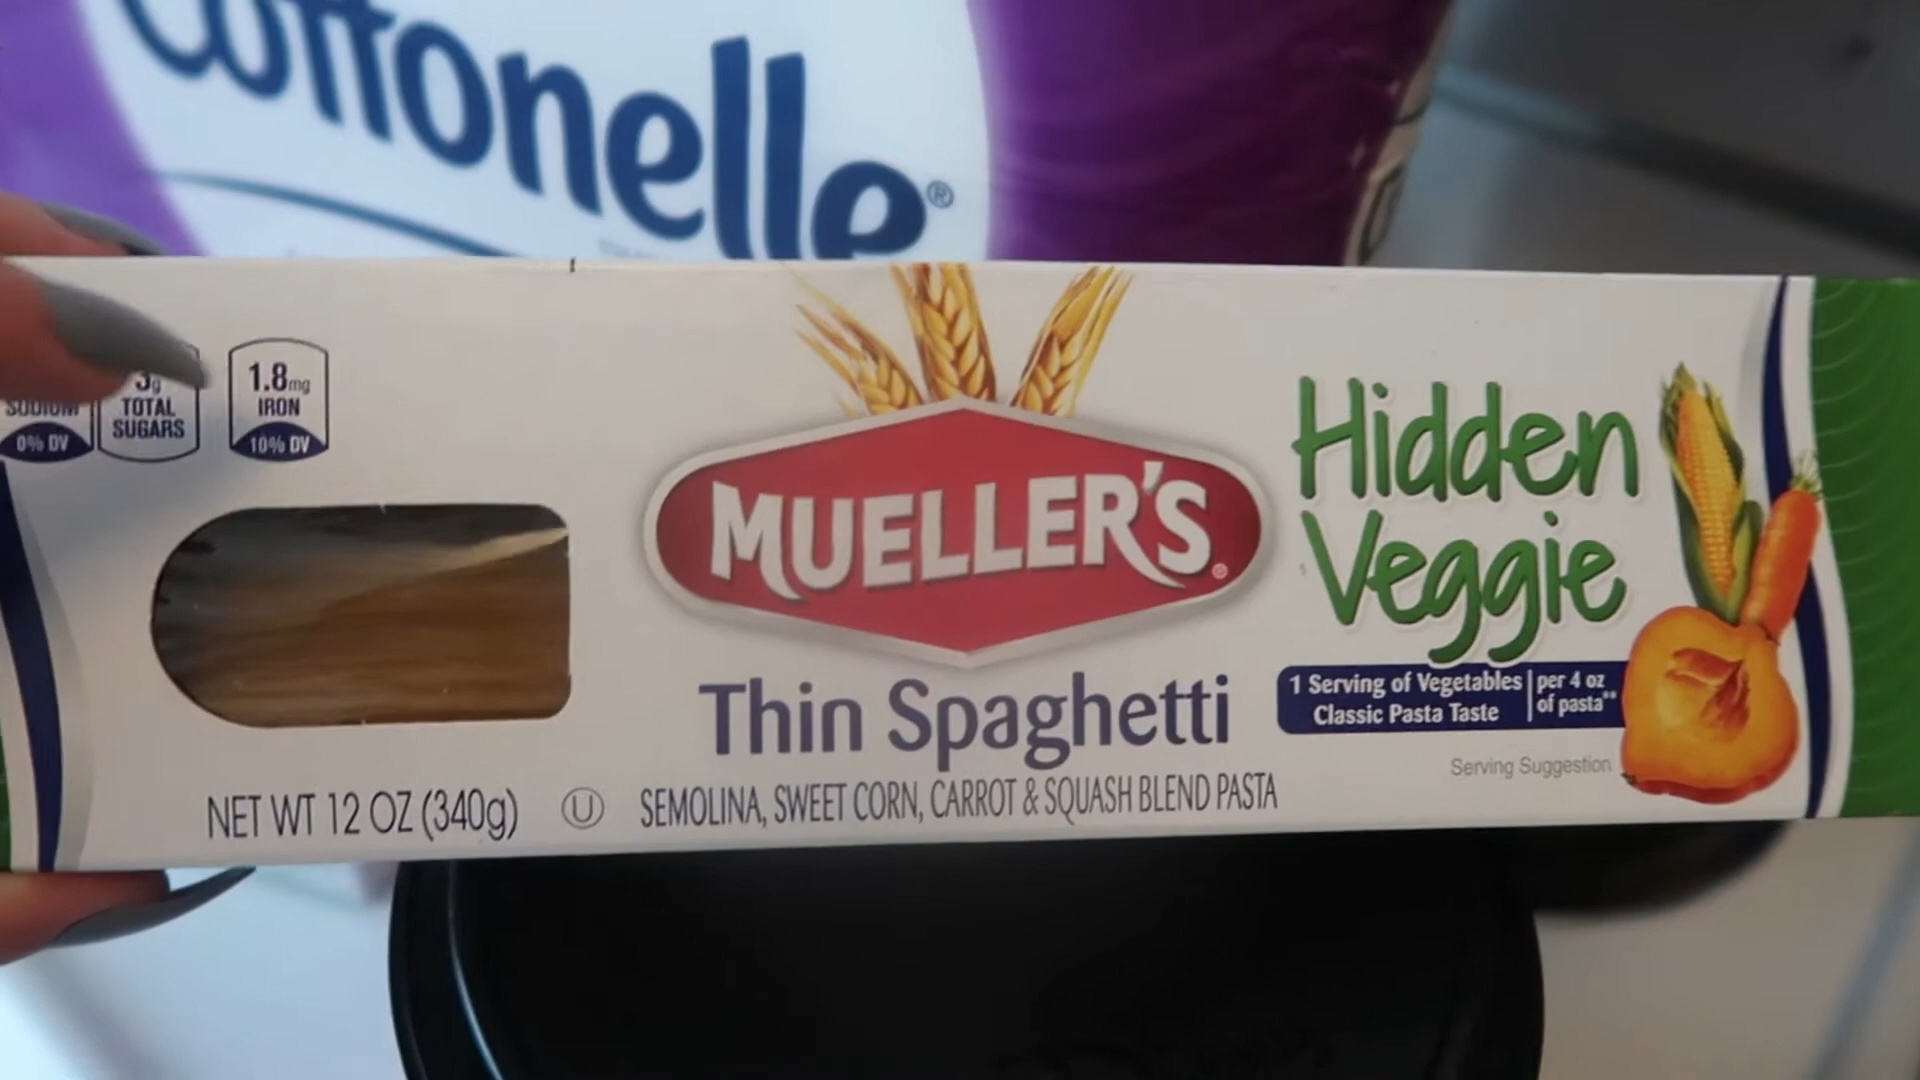 Cottonelle®
3g
TOTAL
SUGARS
SODIUM
0% DV
1.8mg
IRON
10% DV
MUELLER'S®
Hidden
Veggie
1 Serving of Vegetables
Classic Pasta Taste
per 4 oz
of pasta**
Thin Spaghetti
Serving Suggestion
NET WT 12 OZ (340g)
U
SEMOLINA, SWEET CORN, CARROT & SQUASH BLEND PASTA